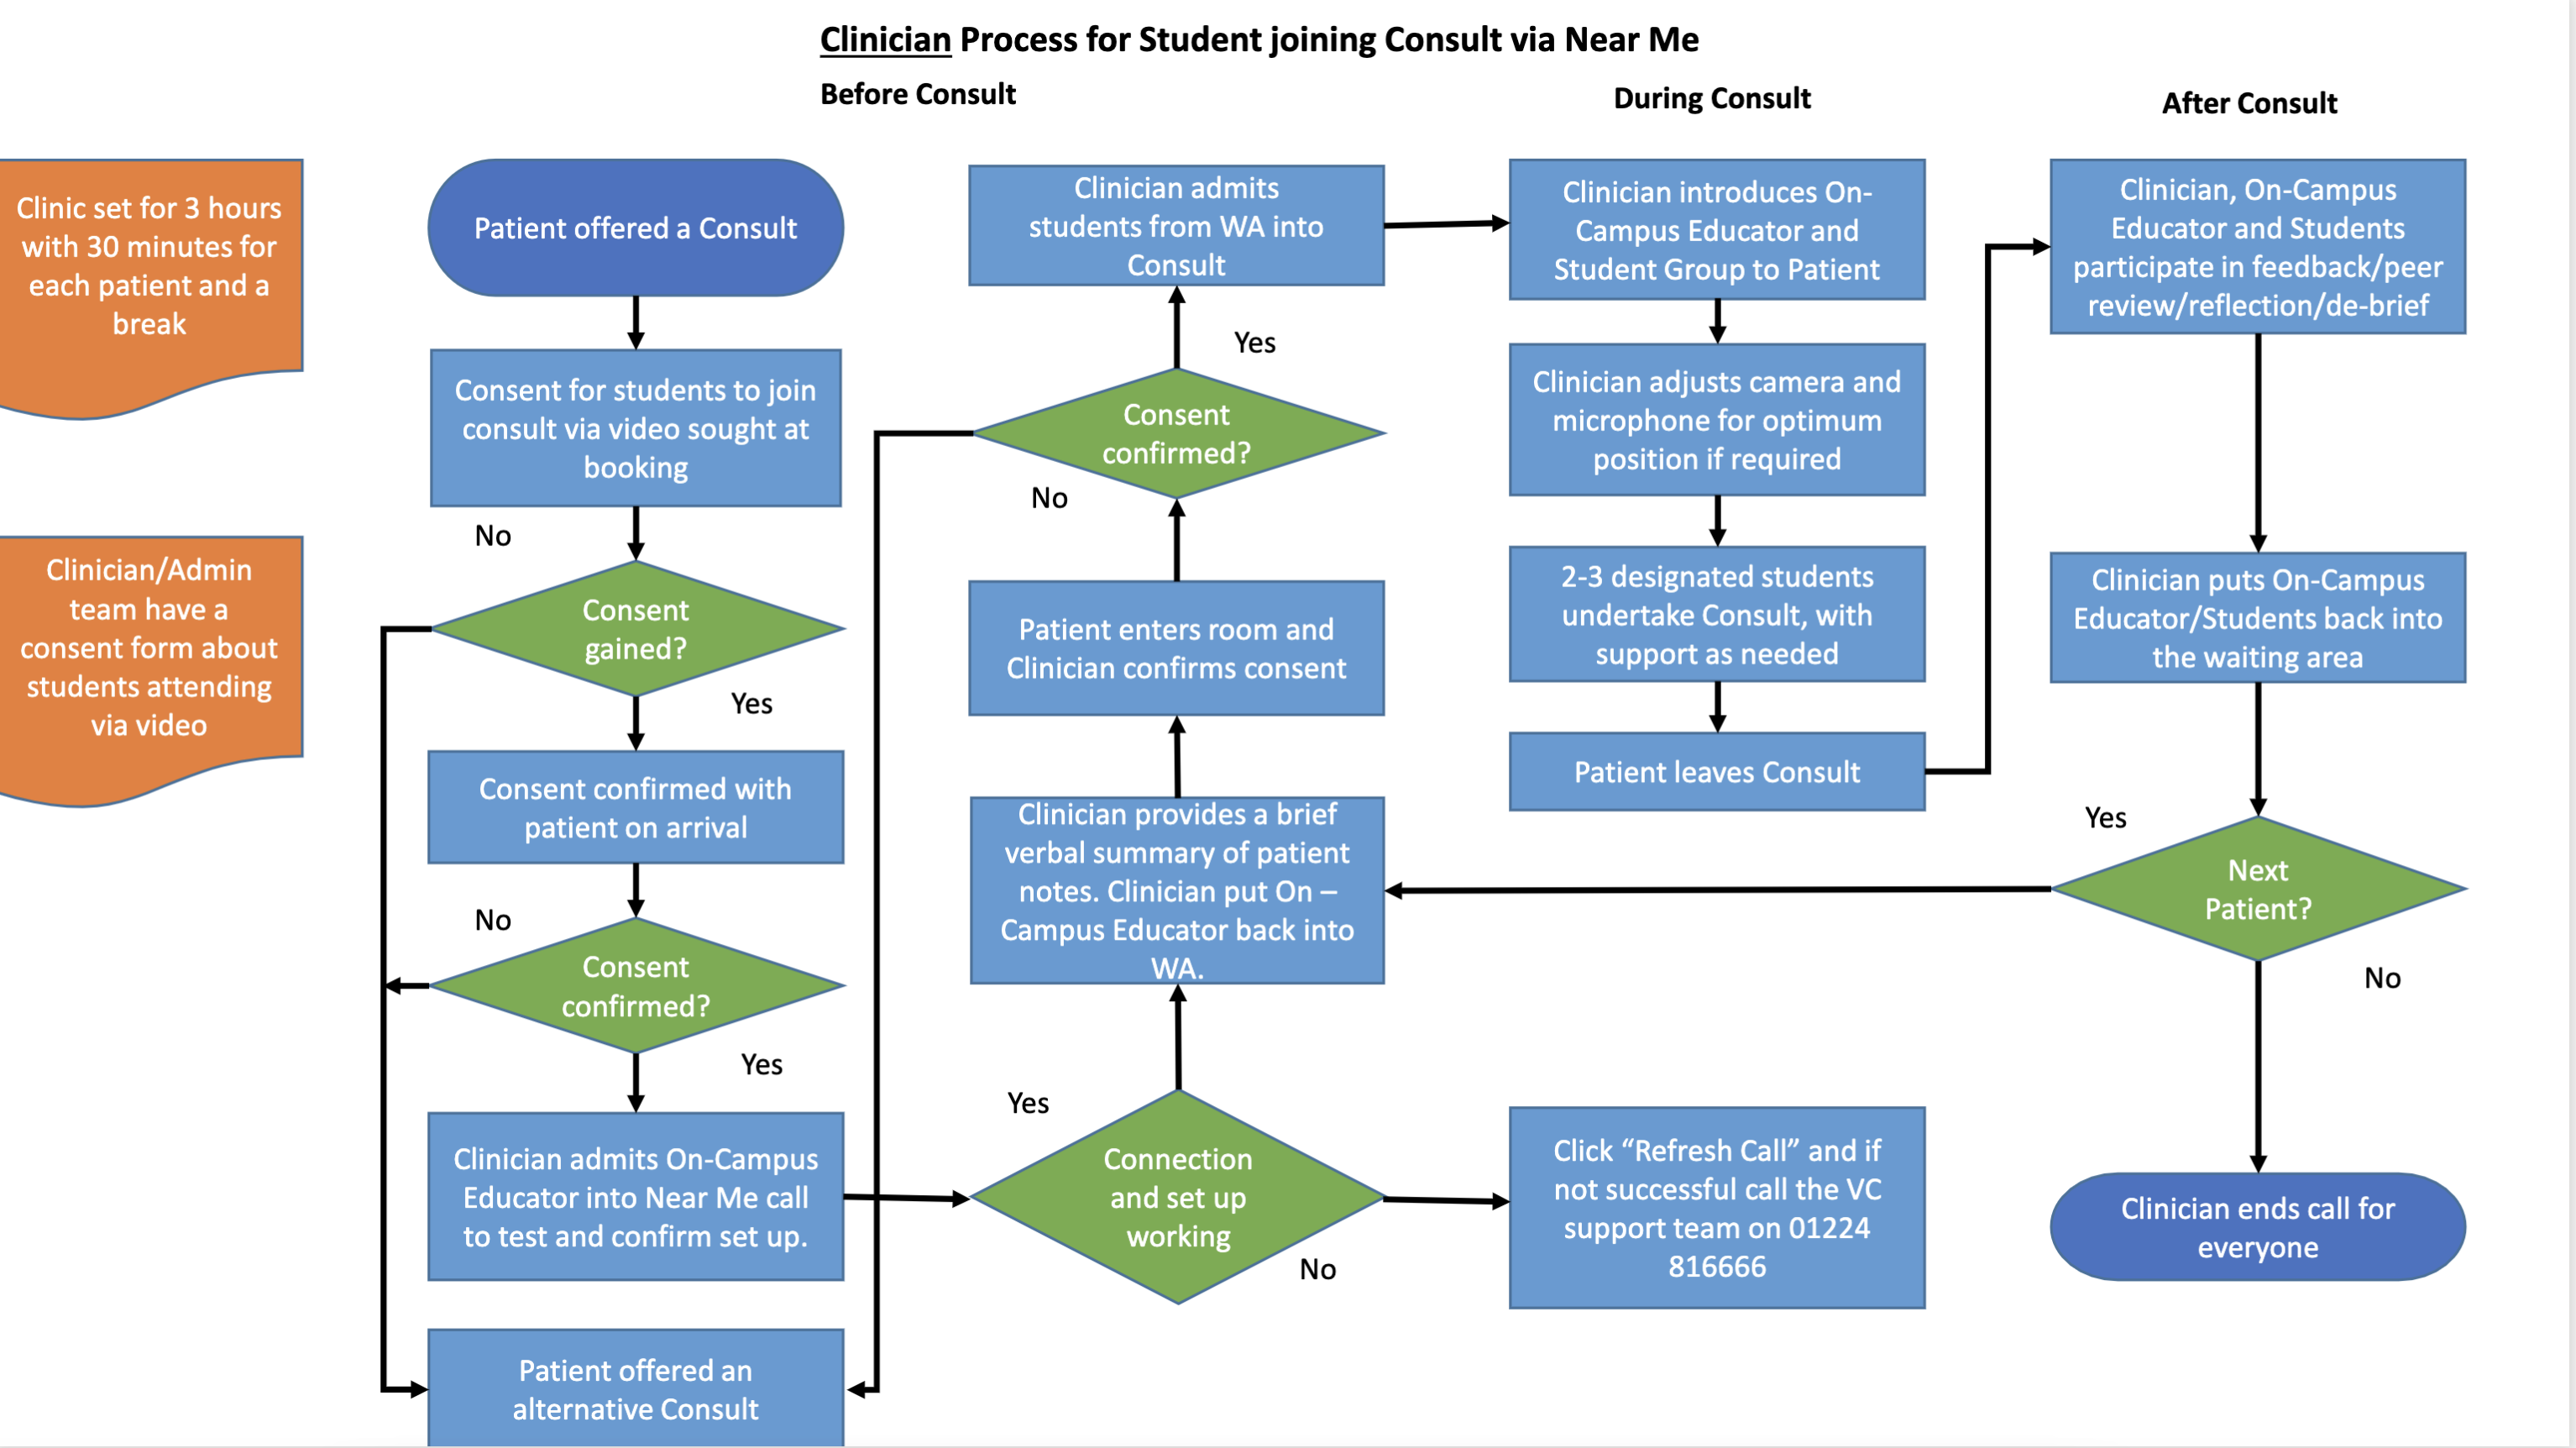 Clinician Process for Student joining Consult via Near Me
Before Consult
During Consult
After Consult
Clinic set for 3 hours
with 30 minutes for
each patient and a
break
Clinician/Admin
team have a
consent form about
students attending
via video
Patient offered a Consult
Consent for students to join
consult via video sought at
booking
No
Consent
gained?
Yes
Consent confirmed with
patient on arrival
No
Consent
confirmed?
Yes
Clinician admits On-Campus
Educator into Near Me call
to test and confirm set up.
Patient offered an
alternative Consult
Clinician admits
students from WA into
Consult
Yes
Consent
confirmed?
No
Patient enters room and
Clinician confirms consent
Clinician provides a brief
verbal summary of patient
notes. Clinician put On –
Campus Educator back into
WA.
Yes
Connection
and set up
working
No
Clinician introduces On-
Campus Educator and
Student Group to Patient
Clinician adjusts camera and
microphone for optimum
position if required
2-3 designated students
undertake Consult, with
support as needed
Patient leaves Consult
Click “Refresh Call” and if
not successful call the VC
support team on 01224
816666
Clinician, On-Campus
Educator and Students
participate in feedback/peer
review/reflection/de-brief
Clinician puts On-Campus
Educator/Students back into
the waiting area
Yes
Next
Patient?
No
Clinician ends call for
everyone